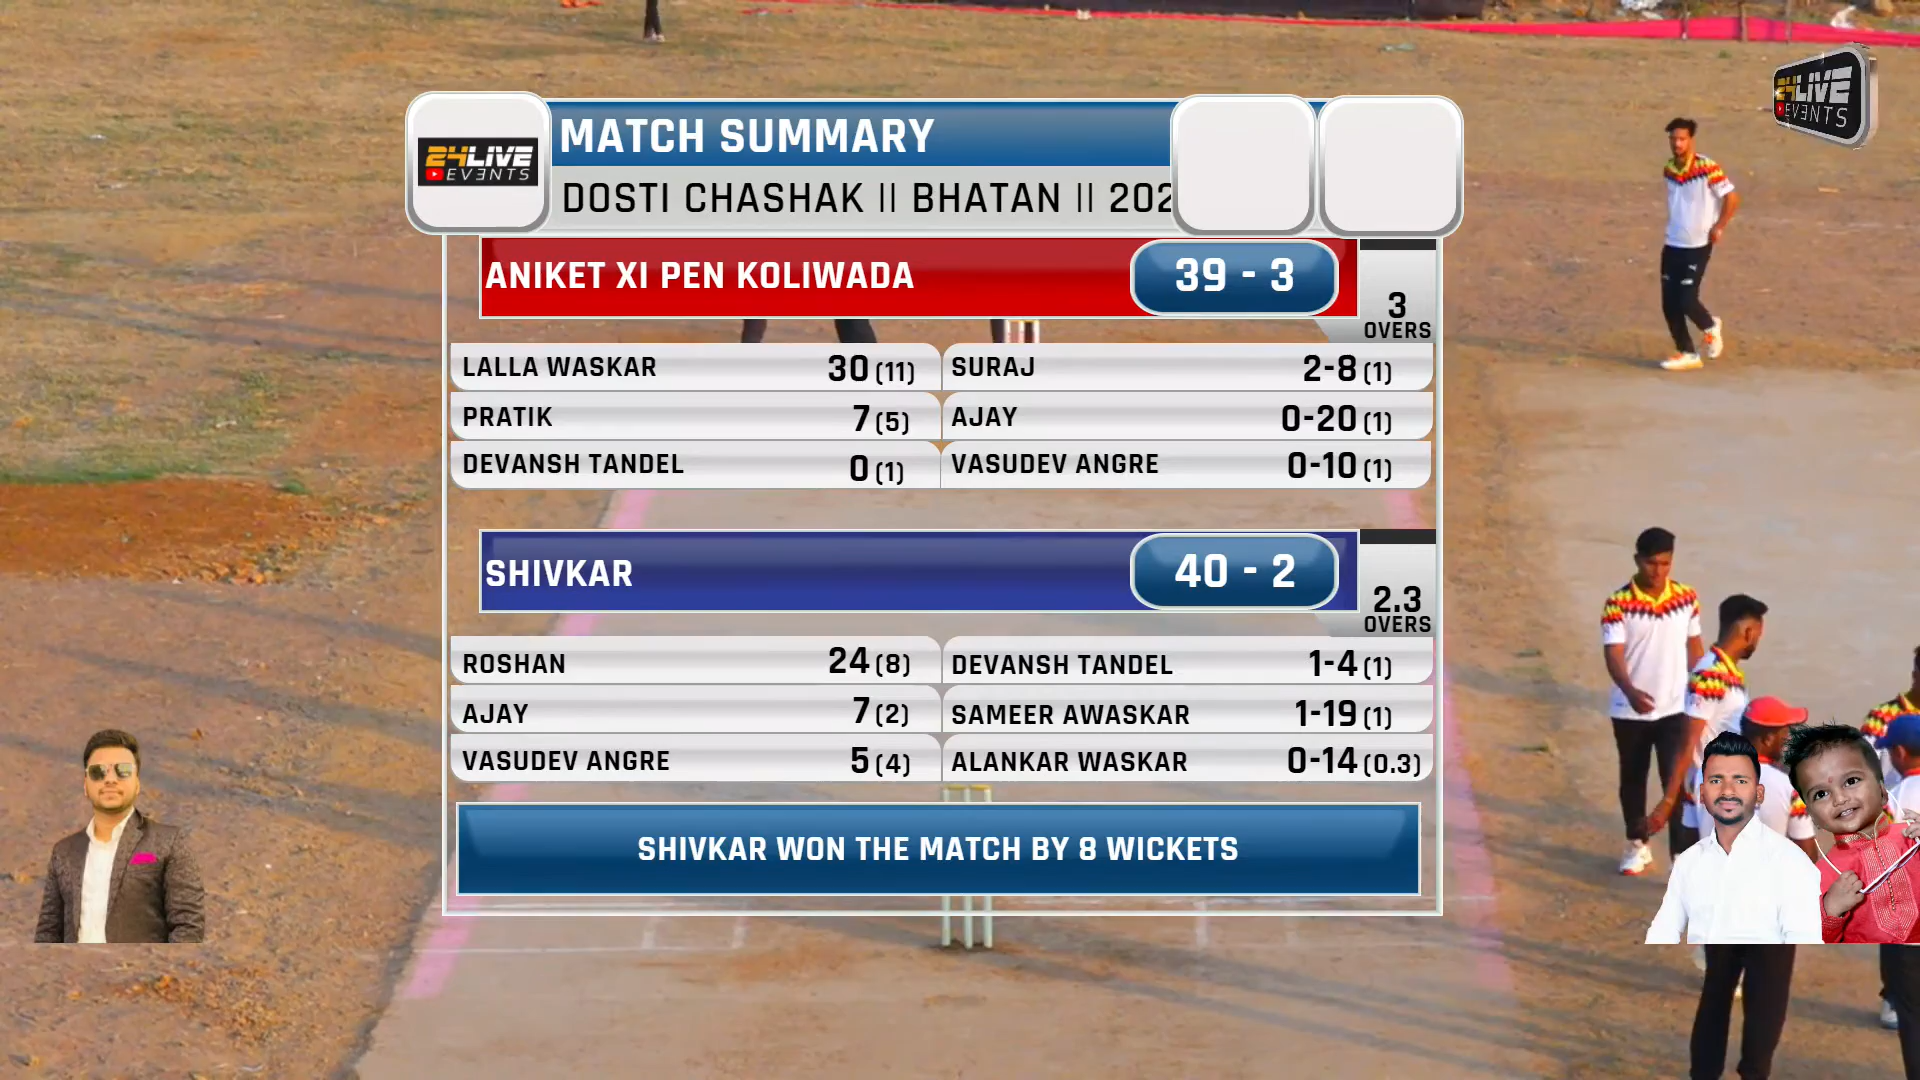 24LIVE
EVENTS
24LIVE
EVƎNTS
MATCH SUMMARY
DOSTI CHASHAK || BHATAN || 202
ANIKET XI PEN KOLIWADA 39 - 3
3
OVERS
LALLA WASKAR 30 (11) SURAJ 2-8 (1)
PRATIK 7 (5) AJAY 0-20 (1)
DEVANSH TANDEL 0 (1) VASUDEV ANGRE 0-10 (1)
SHIVKAR 40 - 2
2.3
OVERS
ROSHAN 24 (8) DEVANSH TANDEL 1-4 (1)
AJAY 7 (2) SAMEER AWASKAR 1-19 (1)
VASUDEV ANGRE 5 (4) ALANKAR WASKAR 0-14 (0.3)
SHIVKAR WON THE MATCH BY 8 WICKETS